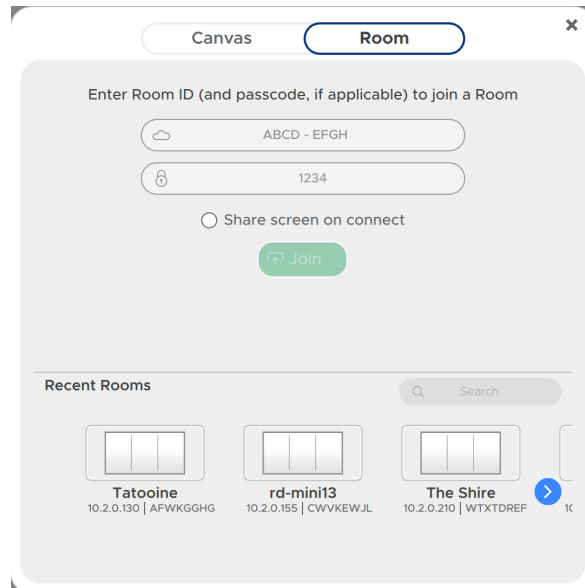 Canvas
Room
Enter Room ID (and passcode, if applicable) to join a Room
ABCD - EFGH
1234
Share screen on connect
Join
Recent Rooms
Search
Tatooine
10.2.0.130 | AFWKGGHG
rd-mini13
10.2.0.155 | CWVKEWJL
The Shire
10.2.0.210 | WTXTDREF